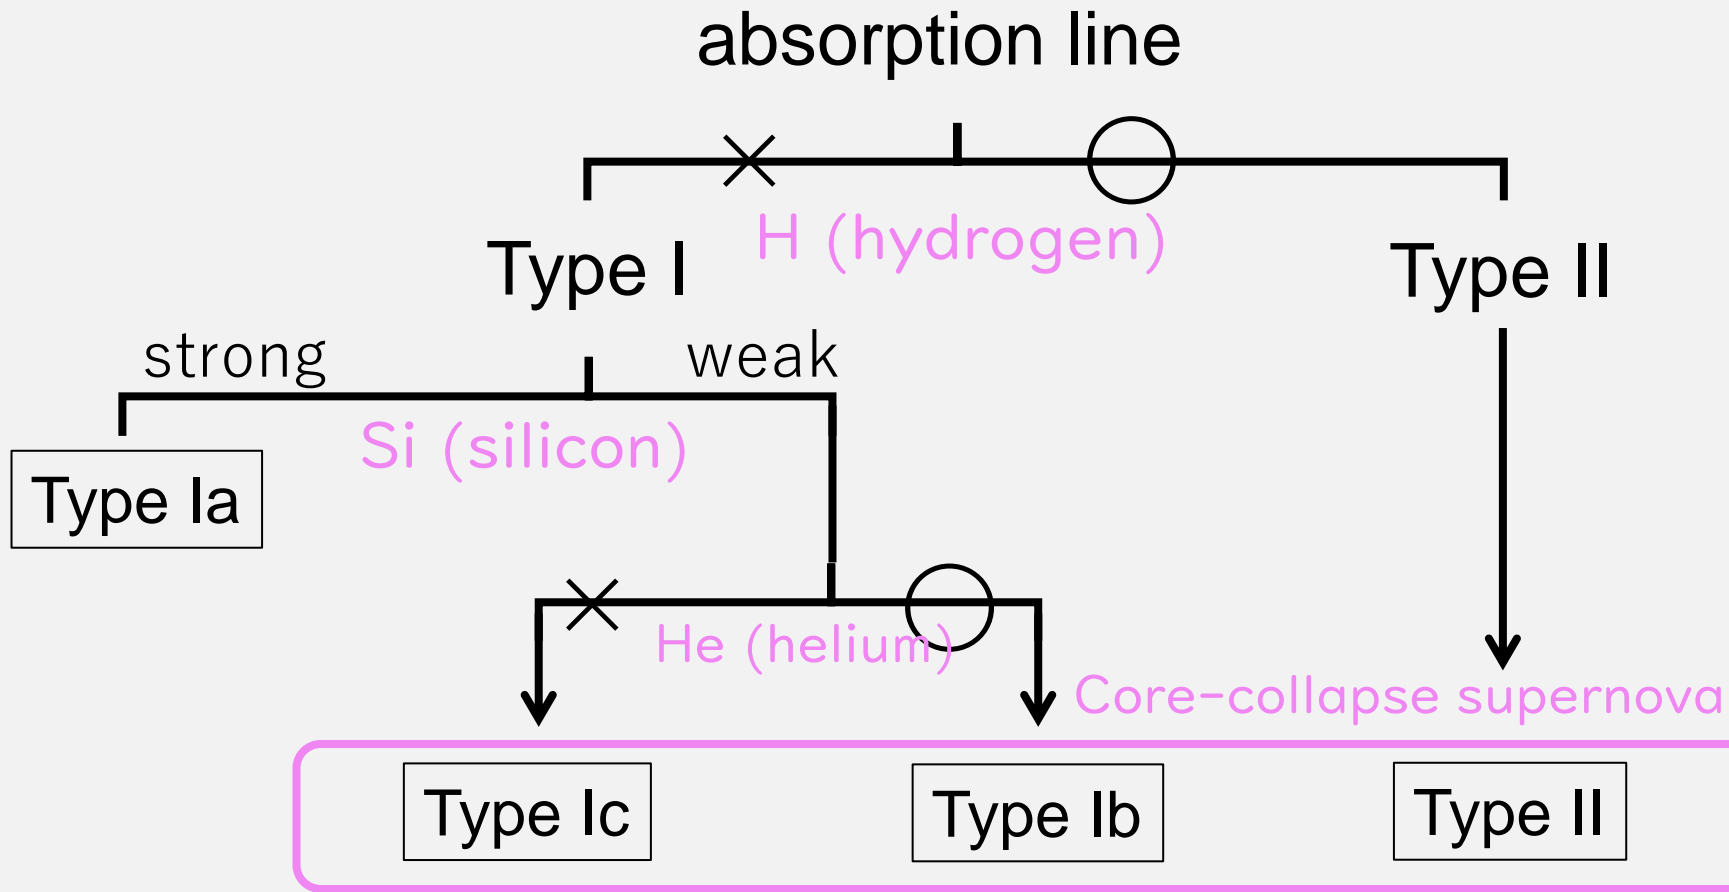 absorption line
H (hydrogen)
Type I
Type II
strong
weak
Si (silicon)
Type Ia
He (helium)
Core-collapse supernova
Type Ic
Type Ib
Type II